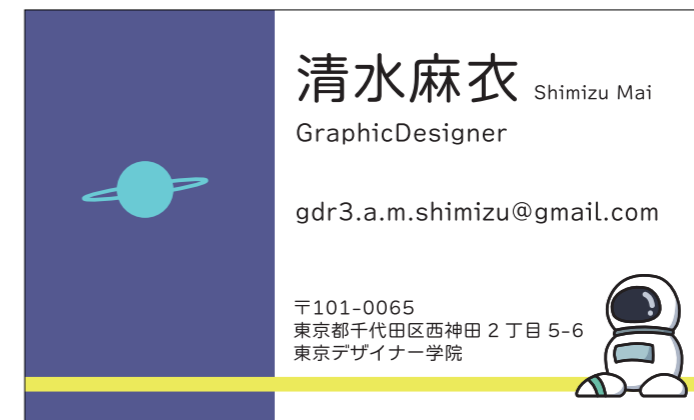 清水麻衣 Shimizu Mai
GraphicDesigner
gdr3.a.m.shimizu@gmail.com
〒101-0065
東京都千代田区西神田 2 丁目 5-6
東京デザイナー学院